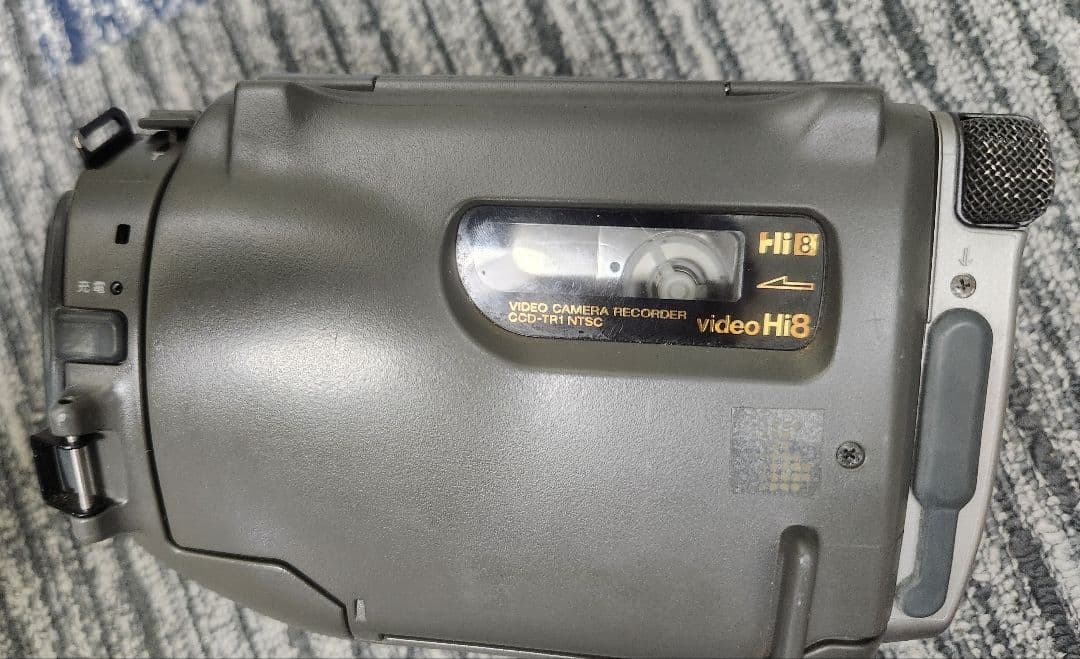 Hi8
VIDEO CAMERA RECORDER
CCD-TR1 NTSC
video Hi8
充電